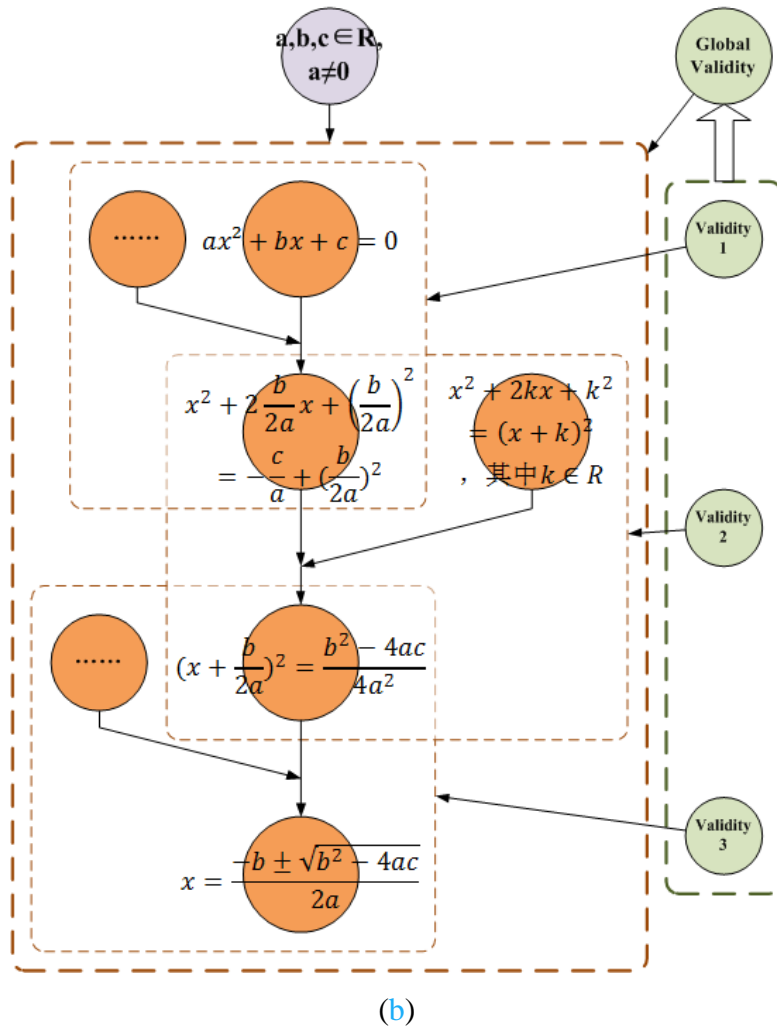 a,b,c∈R,
a≠0
Global
Validity
……
ax² + bx + c = 0
Validity
1
x² + 2 b/2a x + (b/2a)²
= −c/a + (b/2a)²
x² + 2kx + k²
= (x + k)²
，其中k ∈ R
Validity
2
……
(x + b/2a)² = b² − 4ac/4a²
Validity
3
x = −b ± √b² − 4ac/2a
(b)